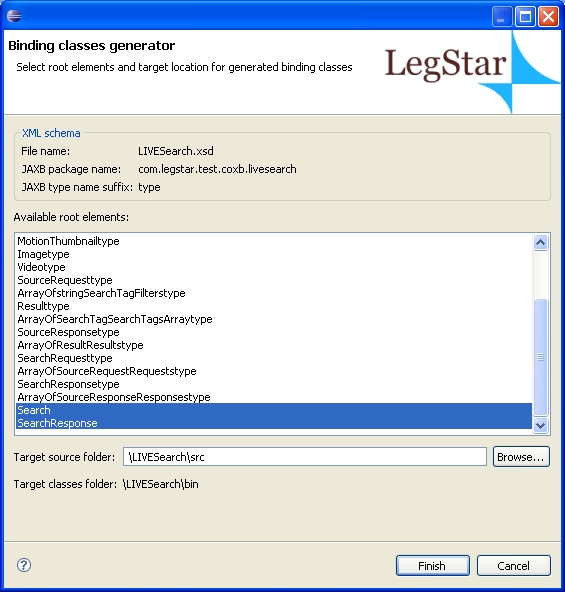 Binding classes generator
Select root elements and target location for generated binding classes
LegStar
XML schema
File name: LIVESearch.xsd
JAXB package name: com.legstar.test.coxb.livesearch
JAXB type name suffix: type
Available root elements:
MotionThumbnailtype
Imagetype
Videotype
SourceRequesttype
ArrayOfstringSearchTagFilterstype
Resulttype
ArrayOfSearchTagSearchTagsArraytype
SourceResponsetype
ArrayOfResultResultstype
SearchRequesttype
ArrayOfSourceRequestRequeststype
SearchResponsetype
ArrayOfSourceResponseResponsestype
Search
SearchResponse
Target source folder: \LIVESearch\src Browse...
Target classes folder: \LIVESearch\bin
? Finish Cancel